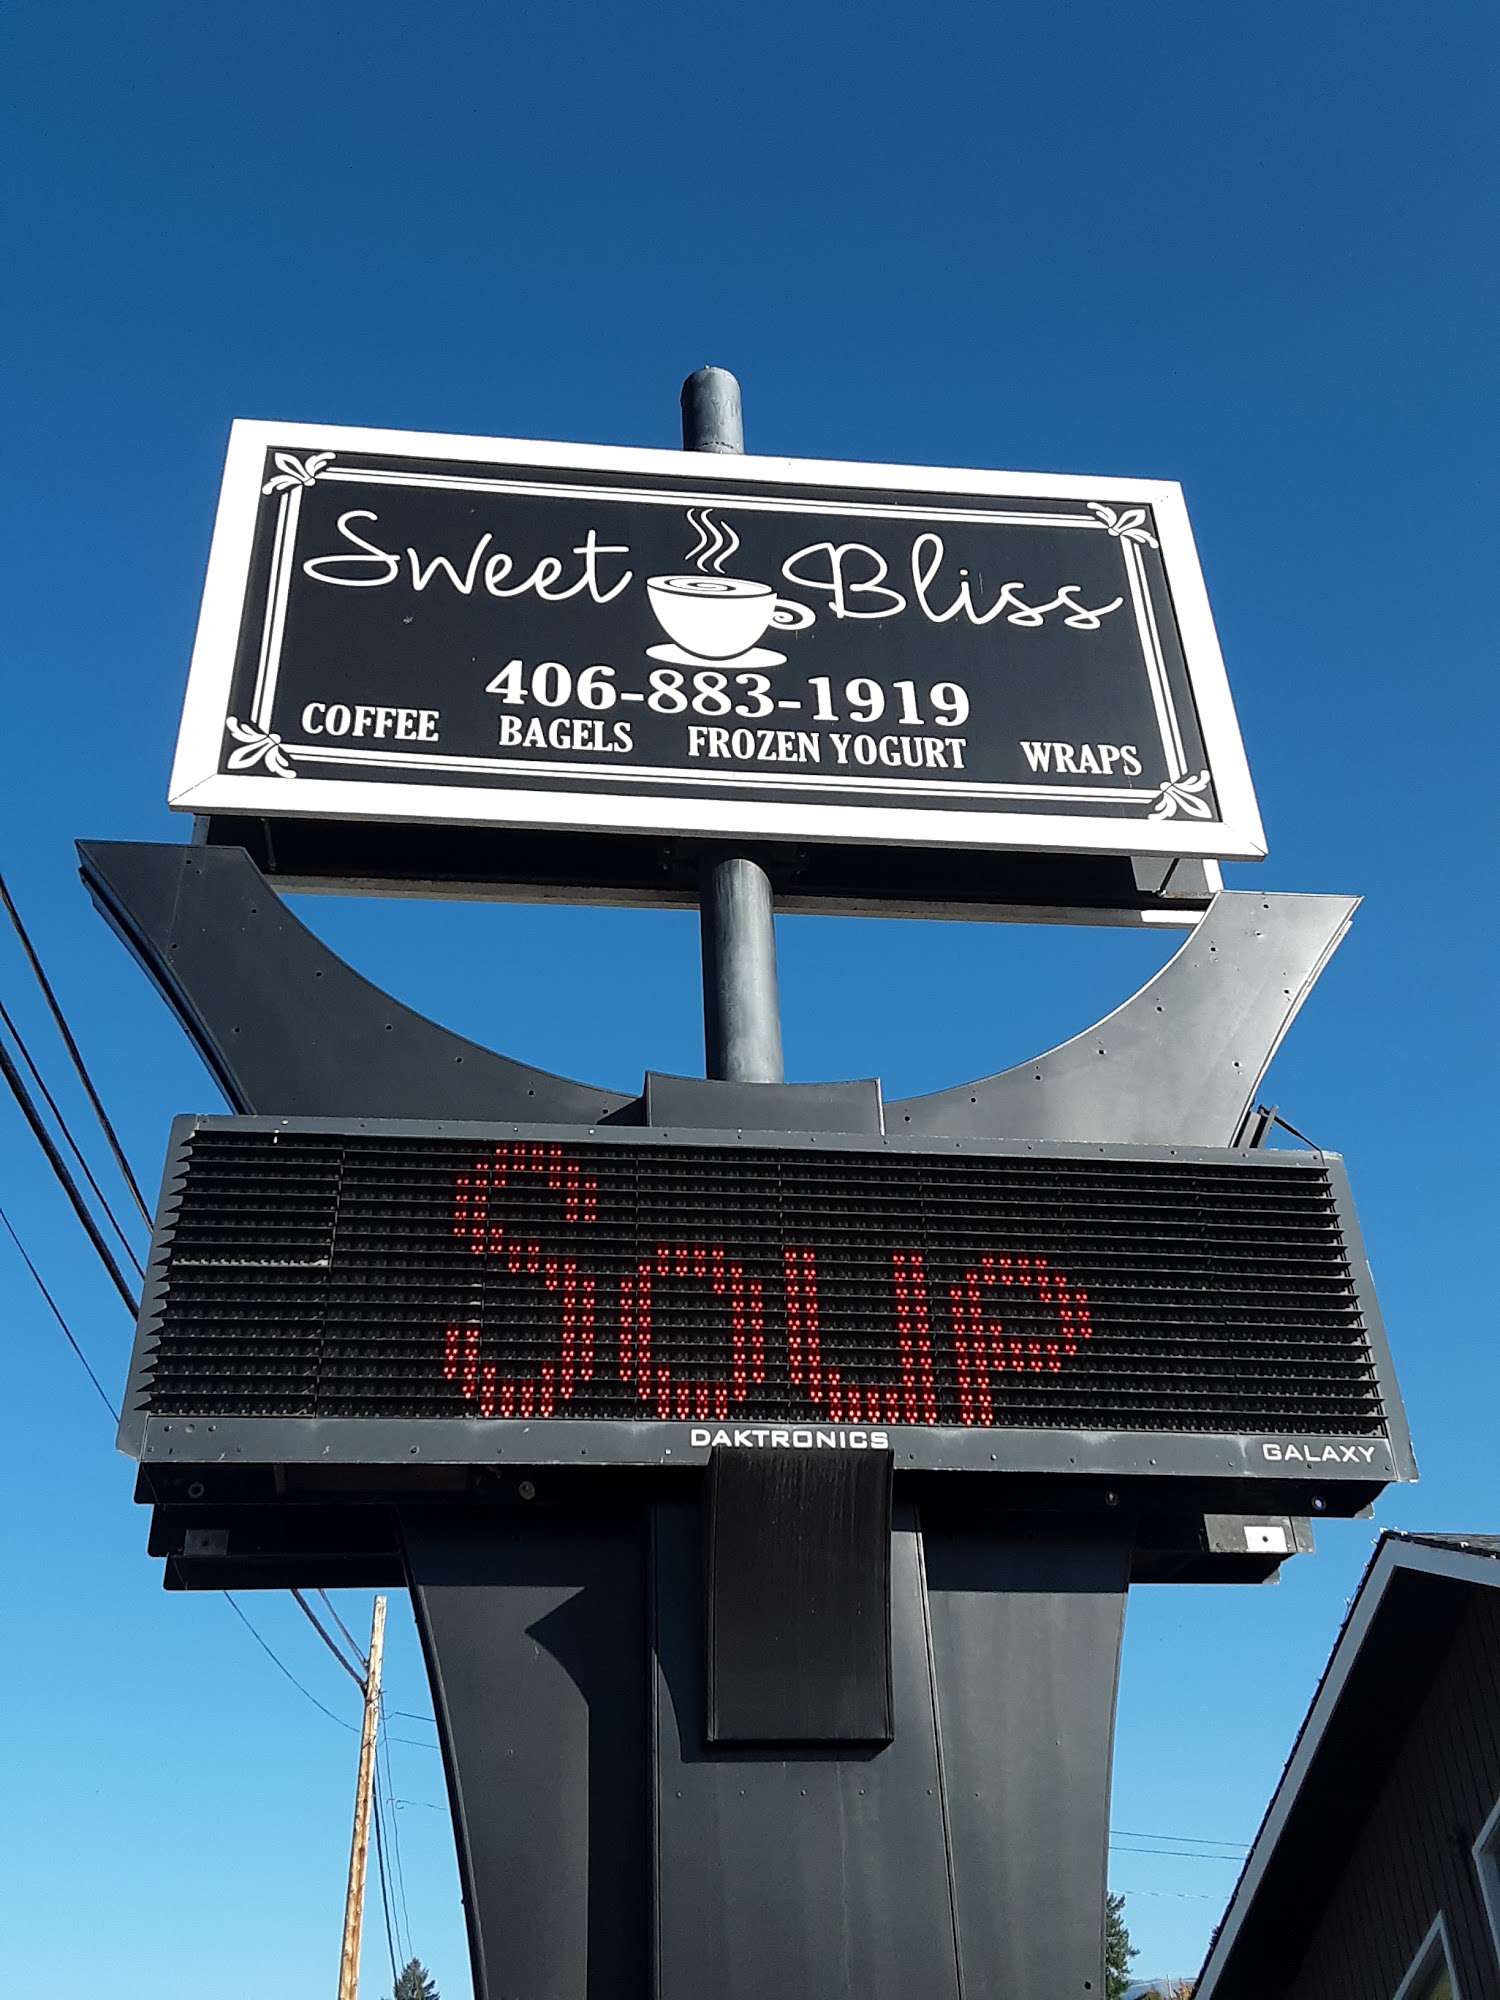 Sweet Bliss
406-883-1919
COFFEE BAGELS FROZEN YOGURT WRAPS
Soup
DAKTRONICS GALAXY